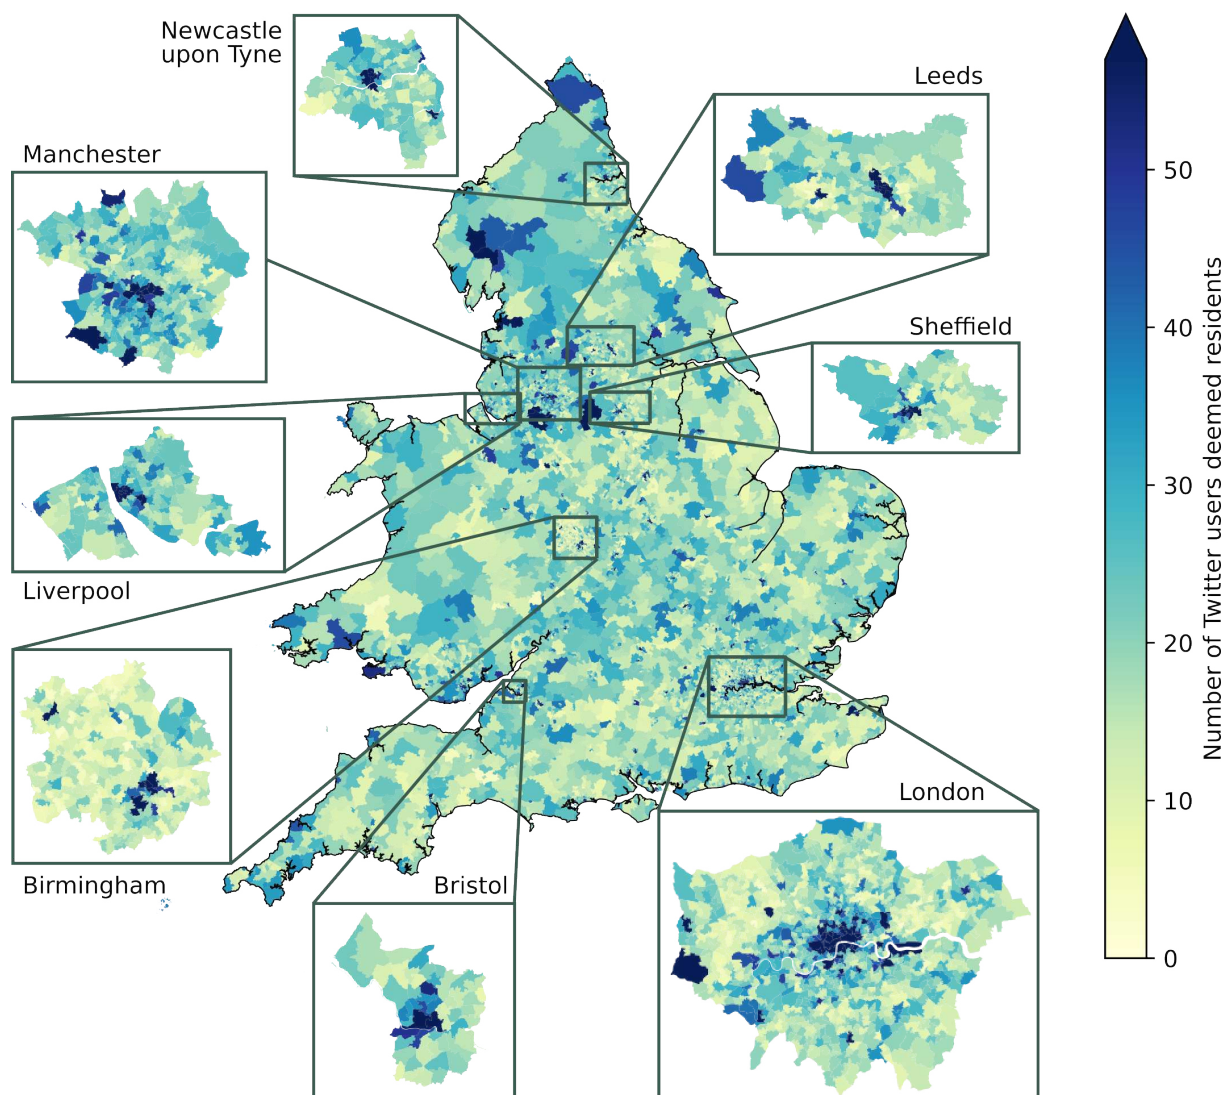 Newcastle
upon Tyne
Leeds
Manchester
Sheffield
Liverpool
Birmingham
Bristol
London
50
40
30
20
10
0
Number of Twitter users deemed residents